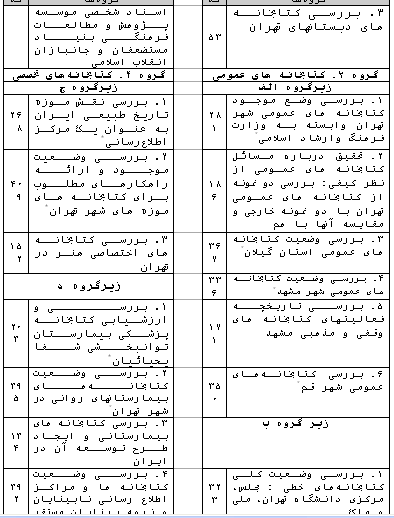 ۳. بررسی کتابخانه
های دبیرستانهای تهران
۵۳
گروه ۲. کتابخانه های عمومی
زیرگروه الف
۱. بررسی وضع موجود
کتابخانه های عمومی شهر
تهران وابسته به وزارت
فرهنگ وارشاد اسلامی
۲۸
۱
۲. تحقیق درباره مسائل
کتابخانه های عمومی از
نظر کیفی: بررسی دو نمونه
از کتابخانه های عمومی
تهران با دو نمونه خارجی و
مقایسه آنها با هم
۱۸
۶
۳. بررسی وضعیت کتابخانه
های عمومی استان گیلان
۳۶
۴. بررسی وضعیت کتابخانه
های عمومی شهر مشهد
۳۳
۶
۵. بررسی تاریخچه
فعالیتهای کتابخانه های
وقفی و مذهبی مشهد
۱۷
۱
۶. بررسی کتابخانه‌های
عمومی شهر قم
۳۵
۰
زیر گروه ب
۱. بررسی وضعیت کلی
کتابخانه‌های خطی: مجلس،
مرکزی دانشگاه تهران، ملی
۳۲
۳
اسناد شخصی موسسه
پژوهش و مطالعات
فرهنگی بنیاد
مستضعفان و جانبازان
انقلاب اسلامی
گروه ۴. کتابخانه‌های تخصصی
زیرگروه ج
۱. بررسی نقش موزه
تاریخ طبیعی ایران
به عنوان یک مرکز
اطلاع‌رسانی
۲۶
۸
۲. بررسی وضعیت
موجود و ارائه
راهکارهای مطلوب
برای کتابخانه های
موزه های شهر تهران
۴۰
۹
۳. بررسی کتابخانه
های اختصاصی هنر در
تهران
۱۵
۲
زیرگروه د
۱. بررسی و
ارزشیابی کتابخانه
پزشکی بیمارستان
توانبخشی شفا
یحیائیان
۲۰
۳
۲. بررسی وضعیت
کتابخانه‌های
بیمارستانهای روانی در
شهر تهران
۳۹
۵
۳. بررسی کتابخانه های
بیمارستانی و ایجاد
طرح توسعه آن در
ایران
۱۳
۴
۴. بررسی وضعیت
کتابخانه ها و مراکز
اطلاع رسانی نابینایان
۳۹
۲